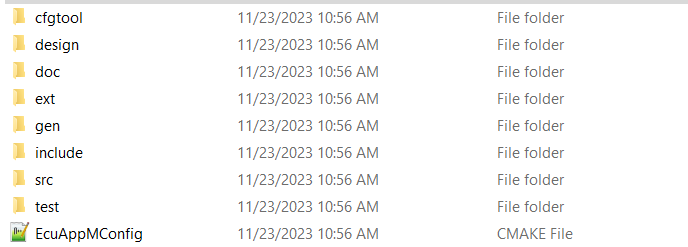 cfgtool 11/23/2023 10:56 AM File folder
design 11/23/2023 10:56 AM File folder
doc 11/23/2023 10:56 AM File folder
ext 11/23/2023 10:56 AM File folder
gen 11/23/2023 10:56 AM File folder
include 11/23/2023 10:56 AM File folder
src 11/23/2023 10:56 AM File folder
test 11/23/2023 10:56 AM File folder
EcuAppMConfig 11/23/2023 10:56 AM CMAKE File